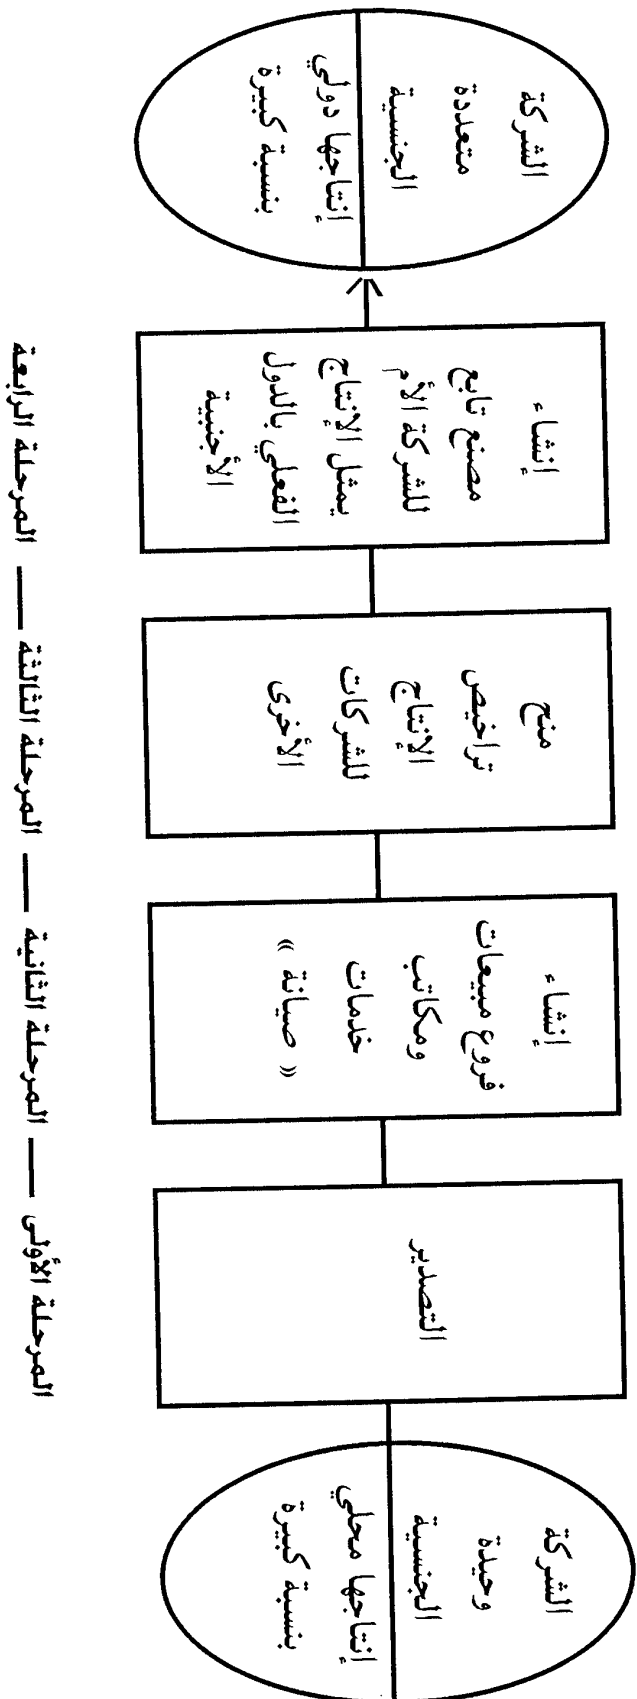 الشركة
وحيدة
الجنسية
إنتاجها محلي
بنسبة كبيرة
التصدير
إنشاء
فروع مبيعات
ومكاتب
خدمات
« صيانة »
منح
تراخيص
الإنتاج
للشركات
الأخرى
إنشاء
مصنع تابع
للشركة الأم
يمثل الإنتاج
الفعلي بالدول
الأجنبية
الشركة
متعددة
الجنسية
إنتاجها دولي
بنسبة كبيرة
المرحلة الأولى — المرحلة الثانية — المرحلة الثالثة — المرحلة الرابعة